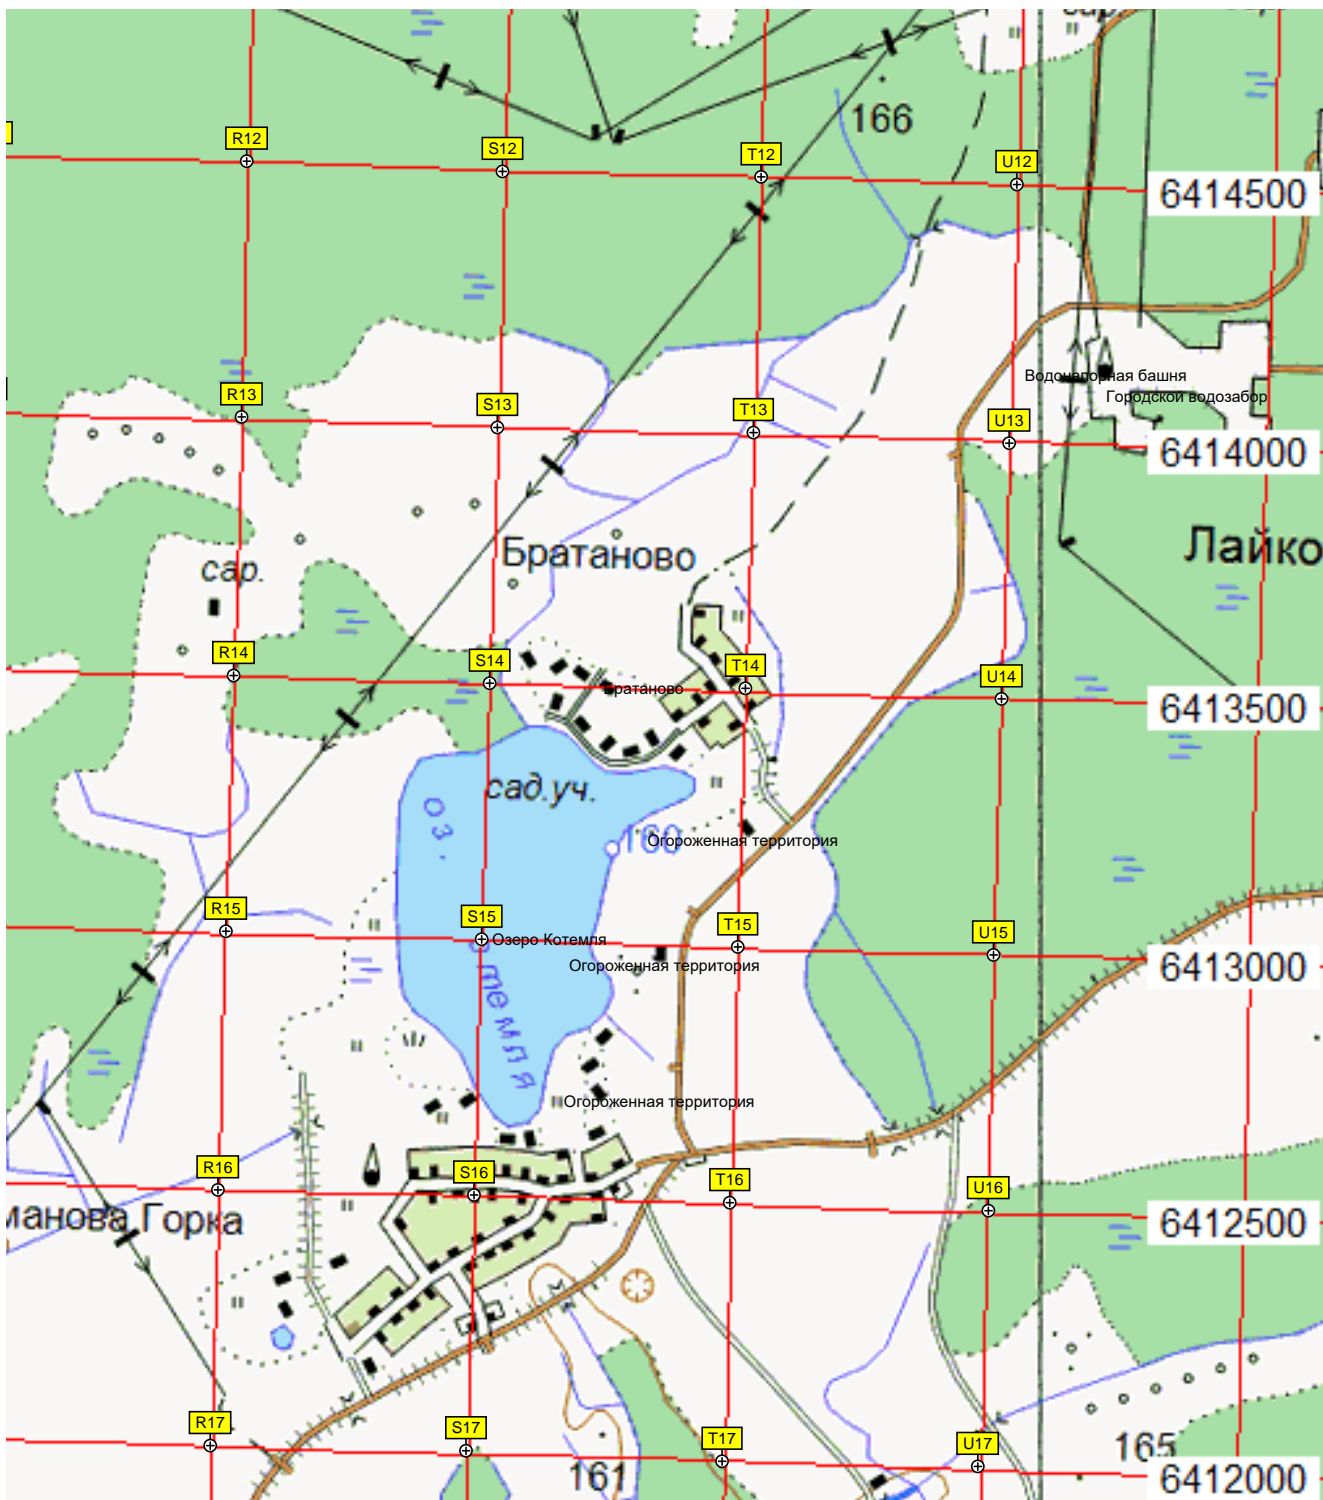 166
R12
S12
T12
U12
6414500
Водонапорная башня
Городской водозабор
R13
S13
T13
U13
6414000
Братаново
Лайко
сар.
R14
S14
T14
U14
Братаново
6413500
сад.уч.
оз.
160
Огороженная территория
R15
S15
T15
U15
Озеро Котемля
Огороженная территория
6413000
темля
Огороженная территория
R16
S16
T16
U16
манова Горка
6412500
R17
S17
T17
U17
161
165
6412000